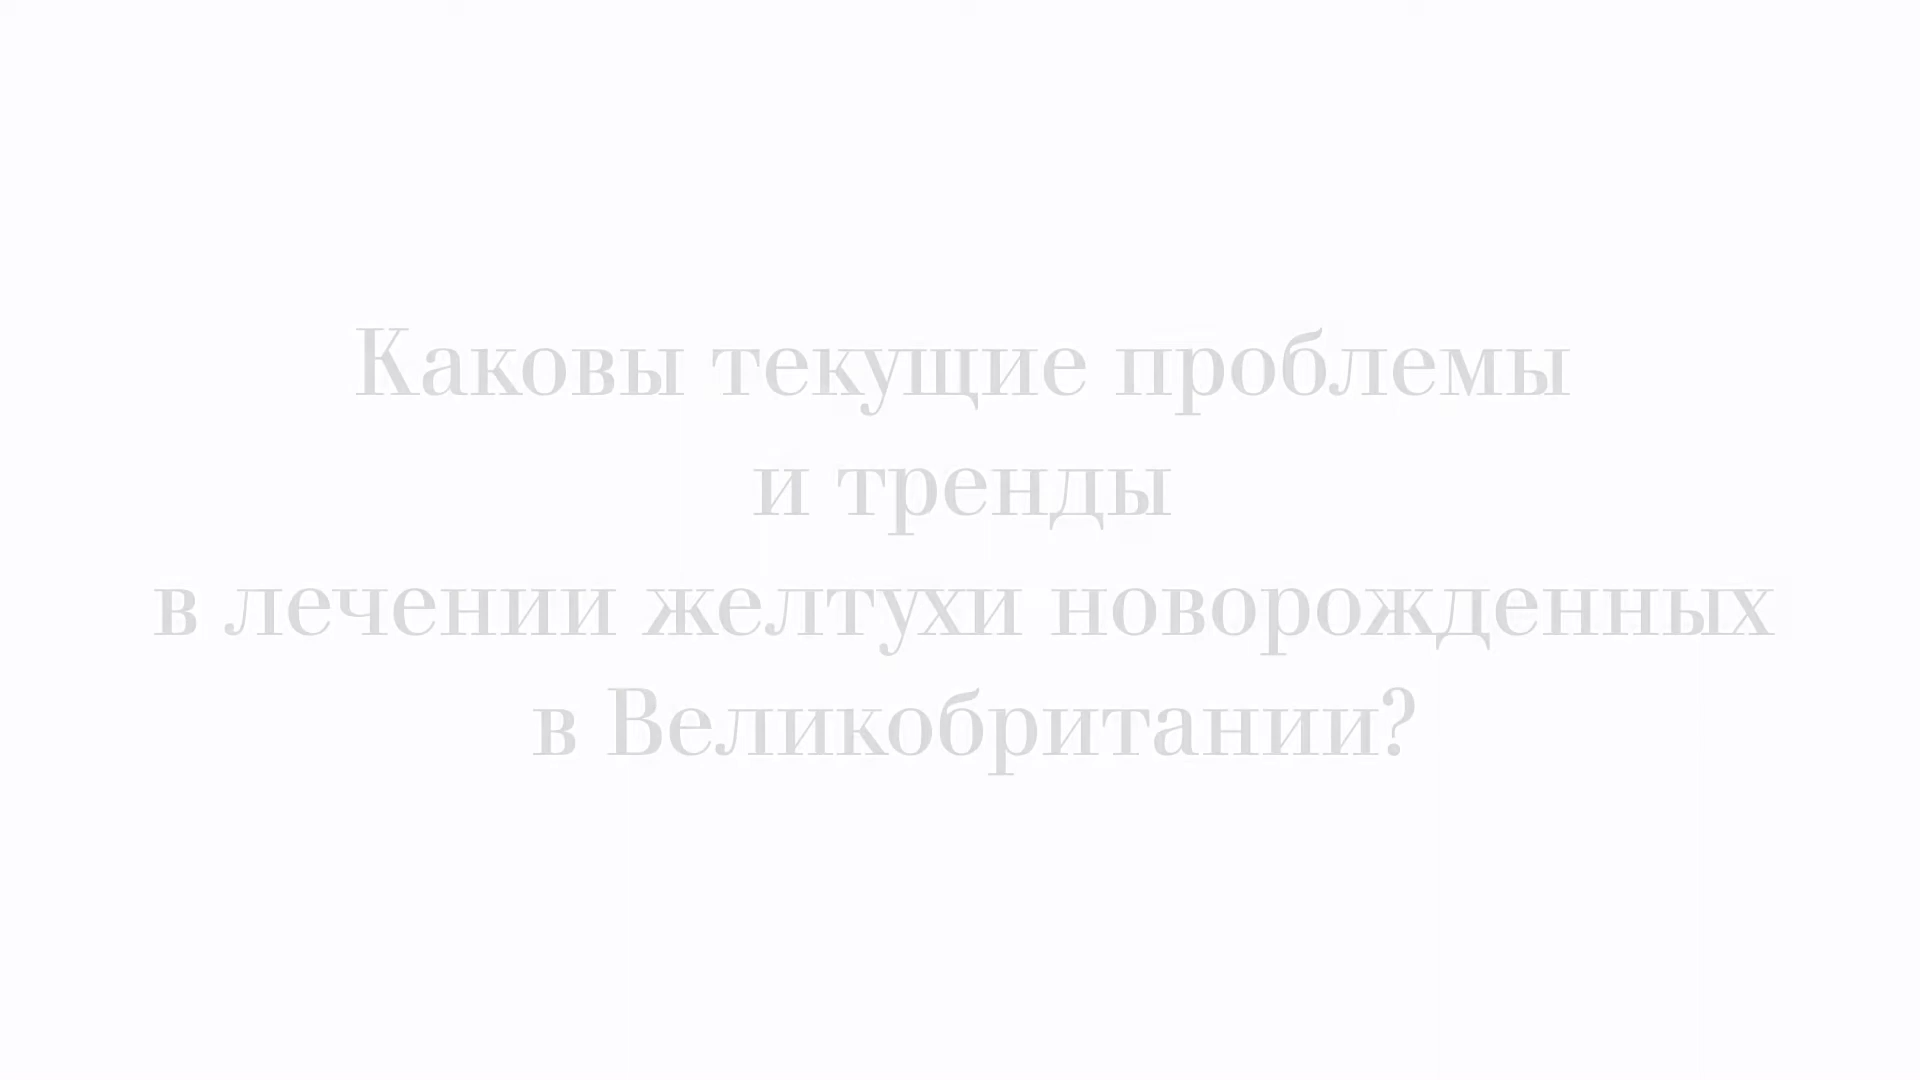 Каковы текущие проблемы
и тренды
в лечении желтухи новорожденных
в Великобритании?